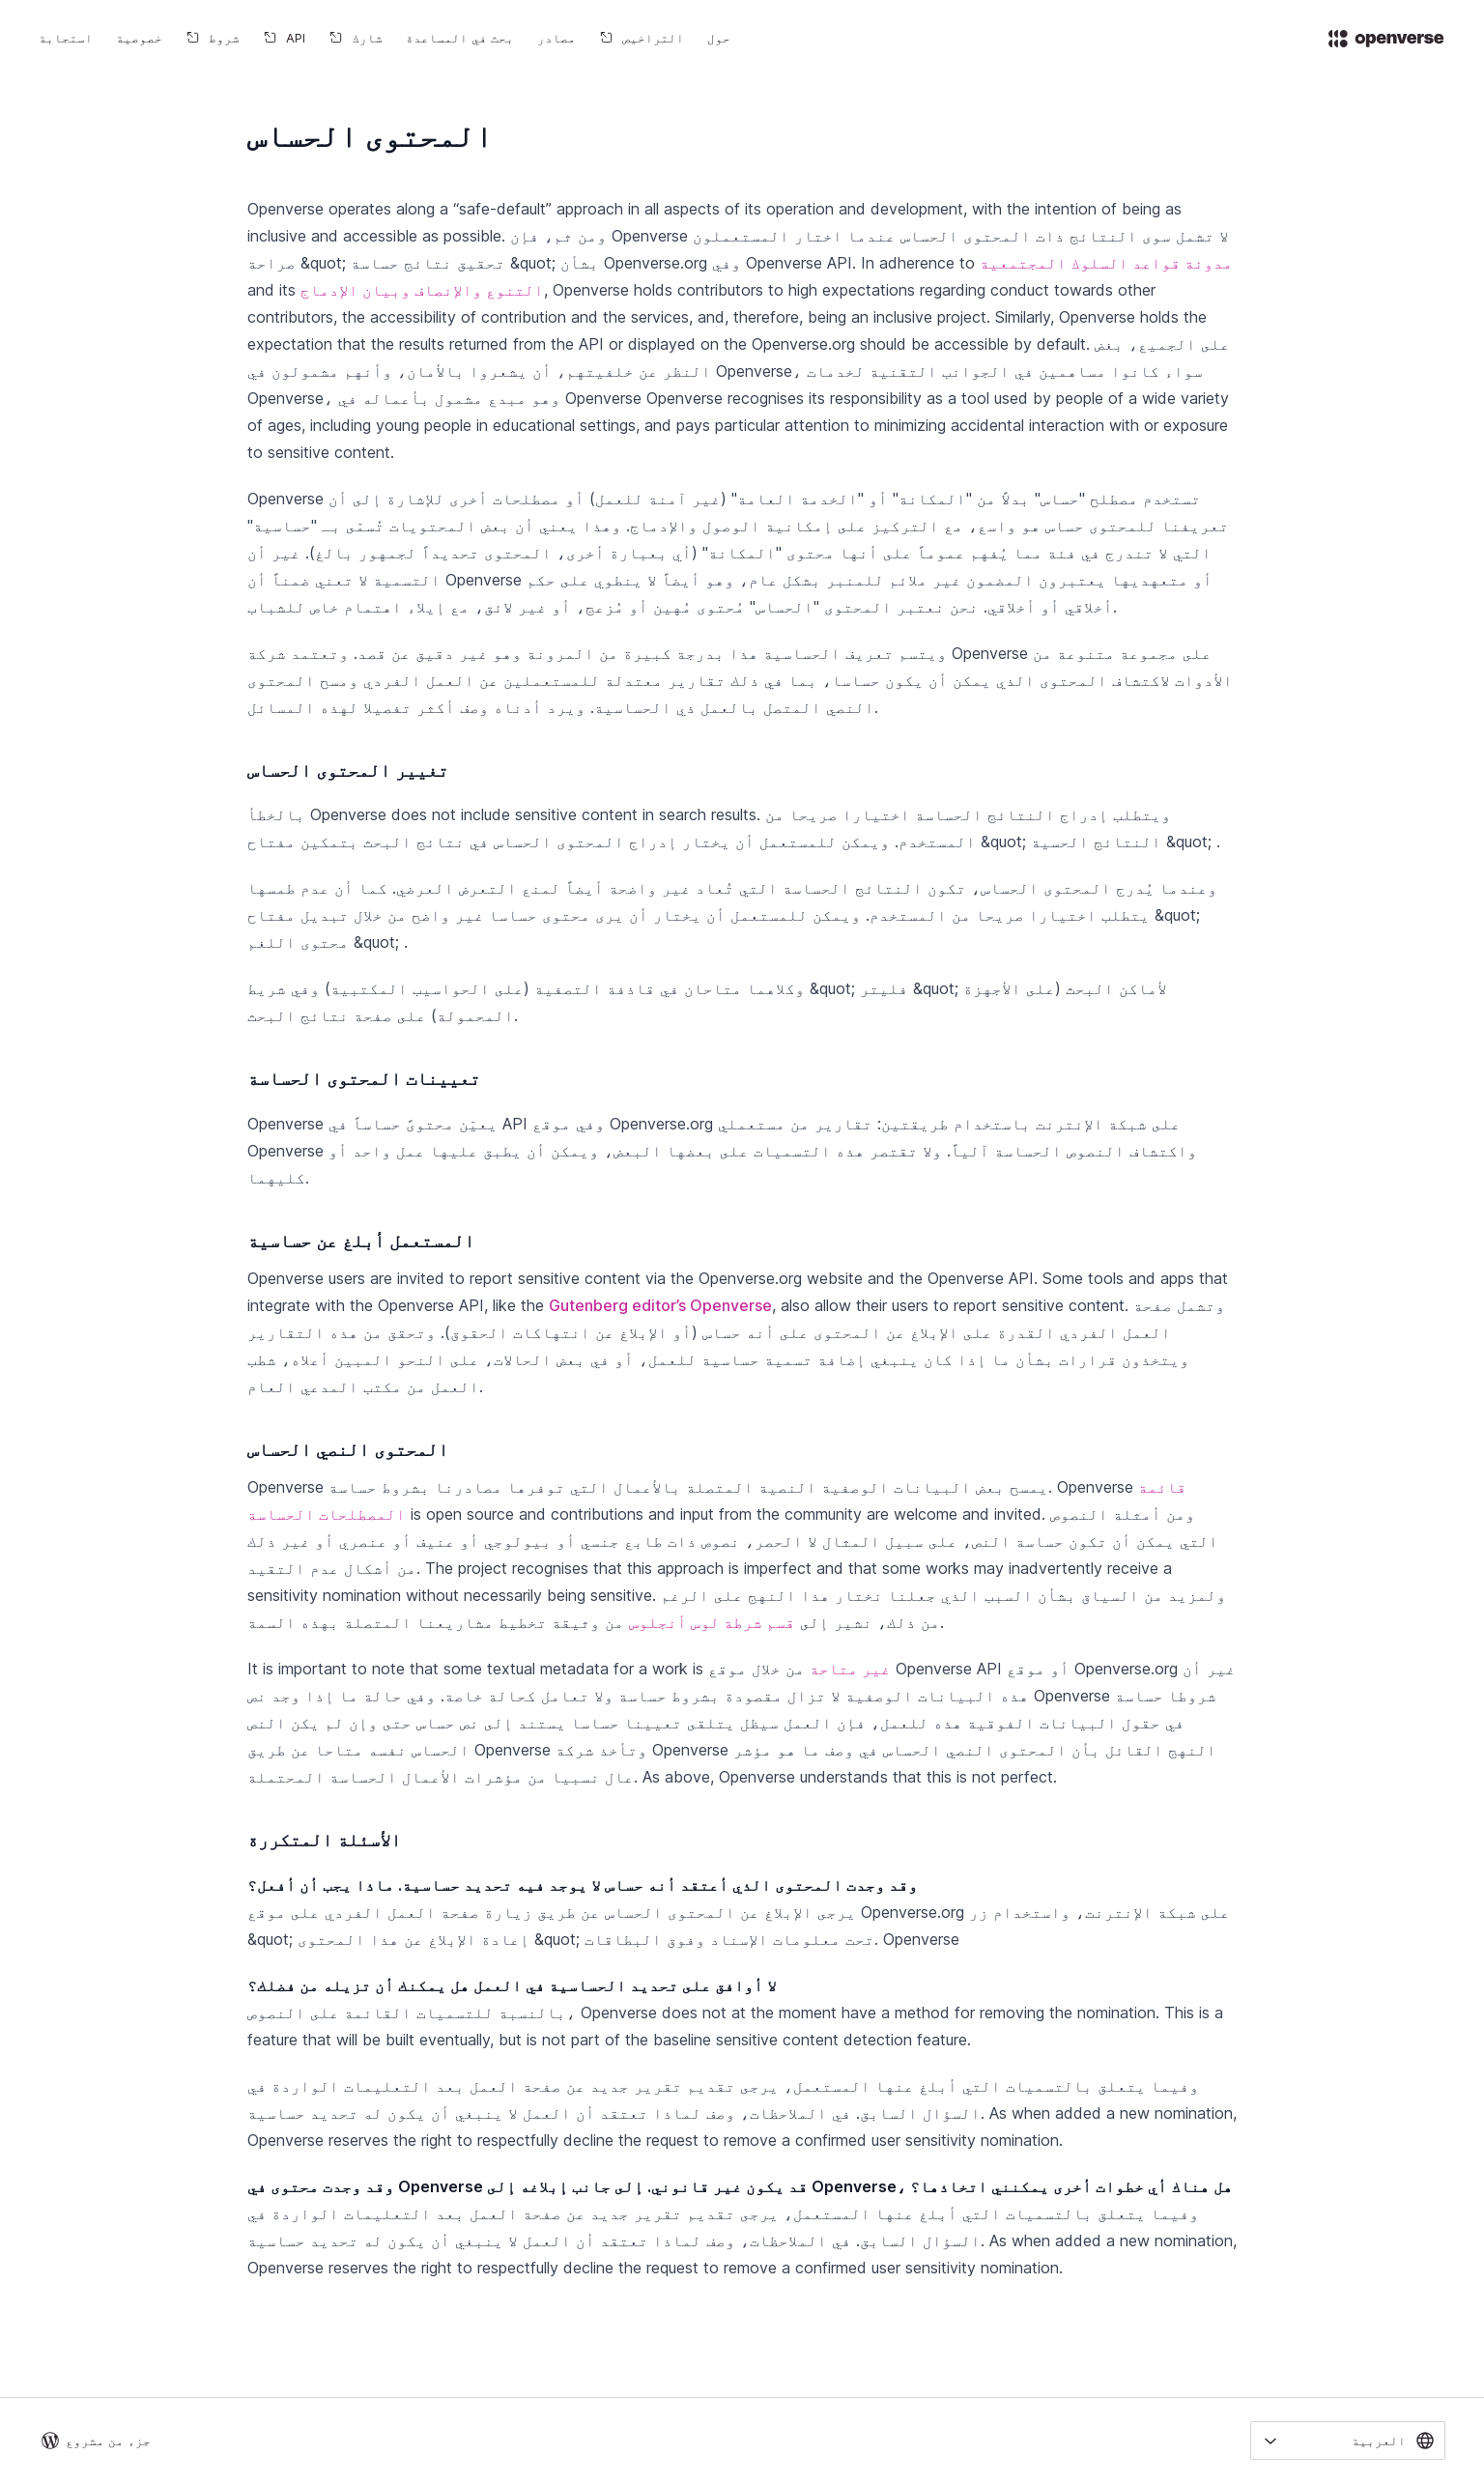 openverse
حول
التراخيص
مصادر
بحث في المساعدة
شارك
API
شروط
خصوصية
استجابة
المحتوى الحساس
Openverse operates along a “safe-default” approach in all aspects of its operation and development, with the intention of being as
inclusive and accessible as possible. ومن ثم، فإن Openverse لا تشمل سوى النتائج ذات المحتوى الحساس عندما اختار المستعملون
صراحة &quot; تحقيق نتائج حساسة &quot; بشأن Openverse.org وفي Openverse API. In adherence to مدونة قواعد السلوك المجتمعية
and its التنوع والإنصاف وبيان الإدماج, Openverse holds contributors to high expectations regarding conduct towards other
contributors, the accessibility of contribution and the services, and, therefore, being an inclusive project. Similarly, Openverse holds the
expectation that the results returned from the API or displayed on the Openverse.org should be accessible by default. على الجميع، بغض
النظر عن خلفيتهم، أن يشعروا بالأمان، وأنهم مشمولون في Openverse، سواء كانوا مساهمين في الجوانب التقنية لخدمات
Openverse، وهو مبدع مشمول بأعماله في Openverse Openverse recognises its responsibility as a tool used by people of a wide variety
of ages, including young people in educational settings, and pays particular attention to minimizing accidental interaction with or exposure
to sensitive content.
Openverse تستخدم مصطلح "حساس" بدلاً من "المكانة" أو "الخدمة العامة" (غير آمنة للعمل) أو مصطلحات أخرى للإشارة إلى أن
تعريفنا للمحتوى حساس هو واسع، مع التركيز على إمكانية الوصول والإدماج. وهذا يعني أن بعض المحتويات تُسمّى بـ "حساسية"
التي لا تندرج في فئة مما يُفهم عموماً على أنها محتوى "المكانة" (أي بعبارة أخرى، المحتوى تحديداً لجمهور بالغ). غير أن
التسمية لا تعني ضمناً أن Openverse أو متعهديها يعتبرون المضمون غير ملائم للمنبر بشكل عام، وهو أيضاً لا ينطوي على حكم
أخلاقي أو أخلاقي. نحن نعتبر المحتوى "الحساس" مُحتوى مُهين أو مُزعج، أو غير لائق، مع إيلاء اهتمام خاص للشباب.
ويتسم تعريف الحساسية هذا بدرجة كبيرة من المرونة وهو غير دقيق عن قصد. وتعتمد شركة Openverse على مجموعة متنوعة من
الأدوات لاكتشاف المحتوى الذي يمكن أن يكون حساسا، بما في ذلك تقارير معتدلة للمستعملين عن العمل الفردي ومسح المحتوى
النصي المتصل بالعمل ذي الحساسية. ويرد أدناه وصف أكثر تفصيلا لهذه المسائل.
تغيير المحتوى الحساس
بالخطأ Openverse does not include sensitive content in search results. ويتطلب إدراج النتائج الحساسة اختيارا صريحا من
المستخدم. ويمكن للمستعمل أن يختار إدراج المحتوى الحساس في نتائج البحث بتمكين مفتاح &quot; النتائج الحسية &quot; .
وعندما يُدرج المحتوى الحساس، تكون النتائج الحساسة التي تُعاد غير واضحة أيضاً لمنع التعرض العرضي. كما أن عدم طمسها
يتطلب اختيارا صريحا من المستخدم. ويمكن للمستعمل أن يختار أن يرى محتوى حساسا غير واضح من خلال تبديل مفتاح &quot;
محتوى اللغم &quot; .
وكلاهما متاحان في قاذفة التصفية (على الحواسيب المكتبية) وفي شريط &quot; فليتر &quot; لأماكن البحث (على الأجهزة
المحمولة) على صفحة نتائج البحث.
تعيينات المحتوى الحساسة
Openverse يعيّن محتوىً حساساً في API وفي موقع Openverse.org على شبكة الإنترنت باستخدام طريقتين: تقارير من مستعملي
Openverse واكتشاف النصوص الحساسة آلياً. ولا تقتصر هذه التسميات على بعضها البعض، ويمكن أن يطبق عليها عمل واحد أو
كليهما.
المستعمل أبلغ عن حساسية
Openverse users are invited to report sensitive content via the Openverse.org website and the Openverse API. Some tools and apps that
integrate with the Openverse API, like the Gutenberg editor’s Openverse, also allow their users to report sensitive content. وتشمل صفحة
العمل الفردي القدرة على الإبلاغ عن المحتوى على أنه حساس (أو الإبلاغ عن انتهاكات الحقوق). وتحقق من هذه التقارير
ويتخذون قرارات بشأن ما إذا كان ينبغي إضافة تسمية حساسية للعمل، أو في بعض الحالات، على النحو المبين أعلاه، شطب
العمل من مكتب المدعي العام.
المحتوى النصي الحساس
Openverse يمسح بعض البيانات الوصفية النصية المتصلة بالأعمال التي توفرها مصادرنا بشروط حساسة. Openverse قائمة
المصطلحات الحساسة is open source and contributions and input from the community are welcome and invited. ومن أمثلة النصوص
التي يمكن أن تكون حساسة النص، على سبيل المثال لا الحصر، نصوص ذات طابع جنسي أو بيولوجي أو عنيف أو عنصري أو غير ذلك
من أشكال عدم التقيد. The project recognises that this approach is imperfect and that some works may inadvertently receive a
sensitivity nomination without necessarily being sensitive. ولمزيد من السياق بشأن السبب الذي جعلنا نختار هذا النهج على الرغم
من ذلك، نشير إلى قسم شرطة لوس أنجلوس من وثيقة تخطيط مشاريعنا المتصلة بهذه السمة.
It is important to note that some textual metadata for a work is غير متاحة من خلال موقع Openverse API أو موقع Openverse.org غير أن
هذه البيانات الوصفية لا تزال مقصودة بشروط حساسة ولا تعامل كحالة خاصة. وفي حالة ما إذا وجد نص Openverse شروطا حساسة
في حقول البيانات الفوقية هذه للعمل، فإن العمل سيظل يتلقى تعيينا حساسا يستند إلى نص حساس حتى وإن لم يكن النص
الحساس نفسه متاحا عن طريق Openverse وتأخذ شركة Openverse النهج القائل بأن المحتوى النصي الحساس في وصف ما هو مؤشر
عال نسبيا من مؤشرات الأعمال الحساسة المحتملة. As above, Openverse understands that this is not perfect.
الأسئلة المتكررة
وقد وجدت المحتوى الذي أعتقد أنه حساس لا يوجد فيه تحديد حساسية. ماذا يجب أن أفعل؟
يرجى الإبلاغ عن المحتوى الحساس عن طريق زيارة صفحة العمل الفردي على موقع Openverse.org على شبكة الإنترنت، واستخدام زر
&quot; إعادة الإبلاغ عن هذا المحتوى &quot; تحت معلومات الإسناد وفوق البطاقات. Openverse
لا أوافق على تحديد الحساسية في العمل هل يمكنك أن تزيله من فضلك؟
بالنسبة للتسميات القائمة على النصوص، Openverse does not at the moment have a method for removing the nomination. This is a
feature that will be built eventually, but is not part of the baseline sensitive content detection feature.
وفيما يتعلق بالتسميات التي أبلغ عنها المستعمل، يرجى تقديم تقرير جديد عن صفحة العمل بعد التعليمات الواردة في
السؤال السابق. في الملاحظات، وصف لماذا تعتقد أن العمل لا ينبغي أن يكون له تحديد حساسية. As when added a new nomination,
Openverse reserves the right to respectfully decline the request to remove a confirmed user sensitivity nomination.
وقد وجدت محتوى في Openverse قد يكون غير قانوني. إلى جانب إبلاغه إلى Openverse، هل هناك أي خطوات أخرى يمكنني اتخاذها؟
وفيما يتعلق بالتسميات التي أبلغ عنها المستعمل، يرجى تقديم تقرير جديد عن صفحة العمل بعد التعليمات الواردة في
السؤال السابق. في الملاحظات، وصف لماذا تعتقد أن العمل لا ينبغي أن يكون له تحديد حساسية. As when added a new nomination,
Openverse reserves the right to respectfully decline the request to remove a confirmed user sensitivity nomination.
العربية
جزء من مشروع